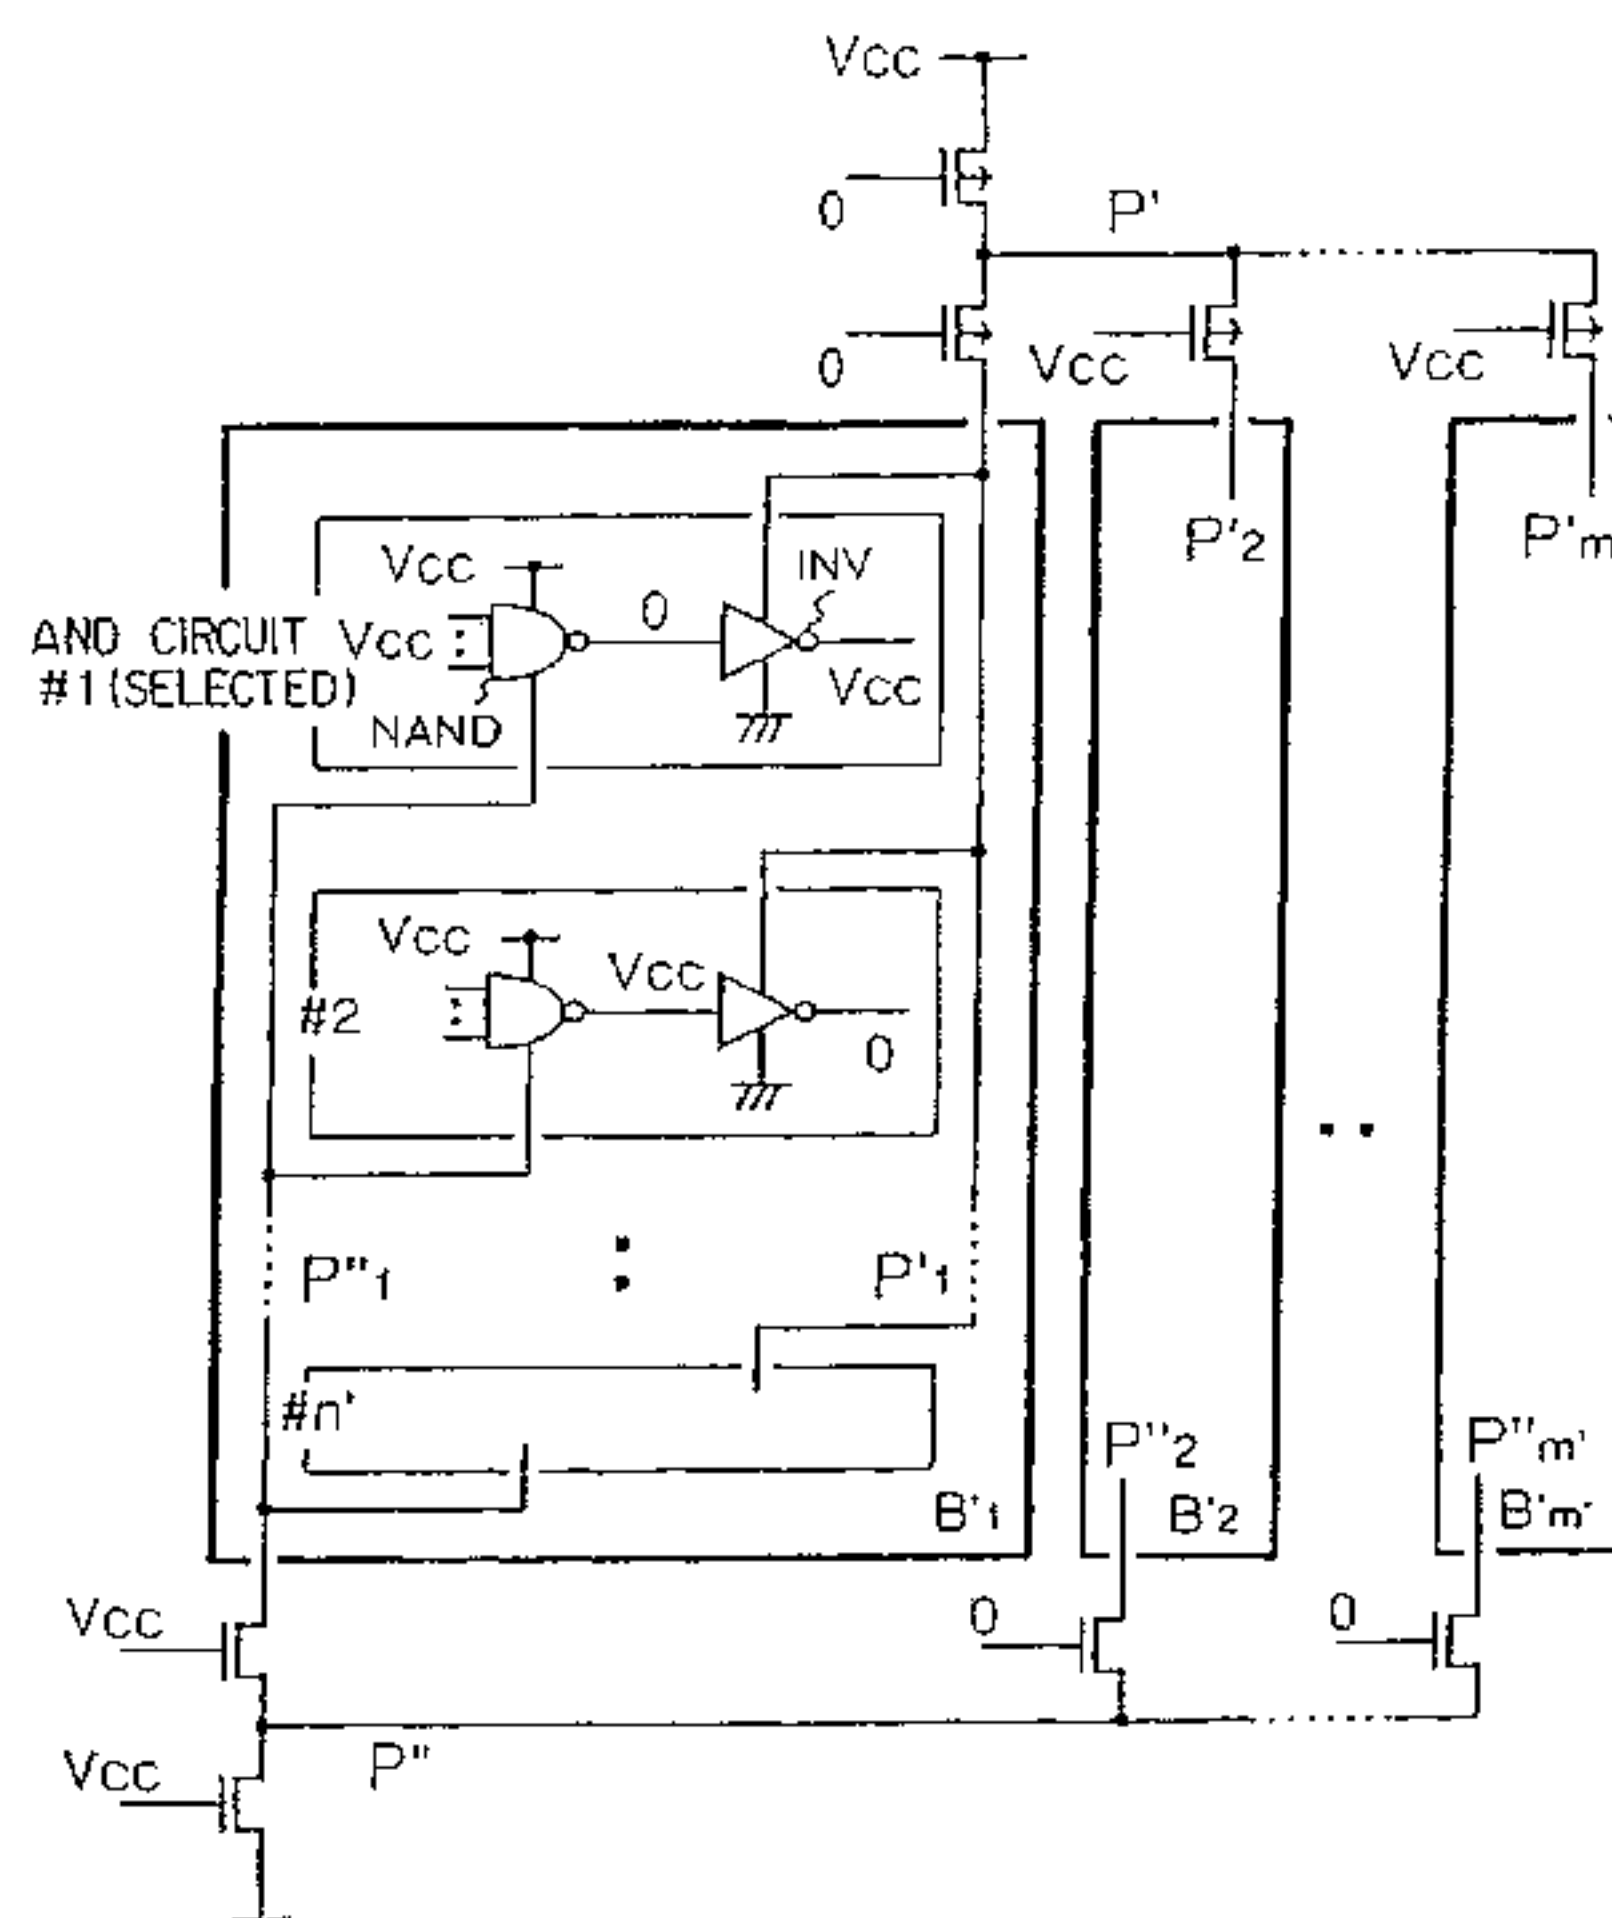 Vcc
0
P'
0
Vcc
Vcc
P'2
P'm
Vcc
INV
0
AND CIRCUIT
#1(SELECTED)
Vcc
Vcc
NAND
Vcc
Vcc
#2
0
P"1
P'1
#n'
P"2
P"m'
B'1
B'2
B'm'
Vcc
0
0
Vcc
P"